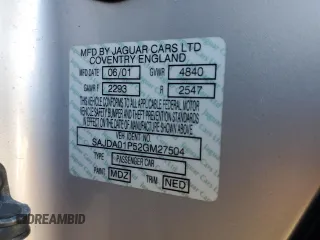 MFD BY JAGUAR CARS LTD
COVENTRY ENGLAND
MFD DATE 06/01 GVWR 4840
GAWR F 2293 R 2547
THIS VEHICLE CONFORMS TO
ALL APPLICABLE FEDERAL MOTOR
VEHICLE SAFETY BUMPER AND THEFT PREVENTION
STANDARDS IN EFFECT ON THE
DATE OF MANUFACTURE SHOWN ABOVE
VEH IDENT NO.
SAJDA01P52GM27504
TYPE: PASSENGER CAR
PAINT MDZ TRIM NED
EIDREAMBID